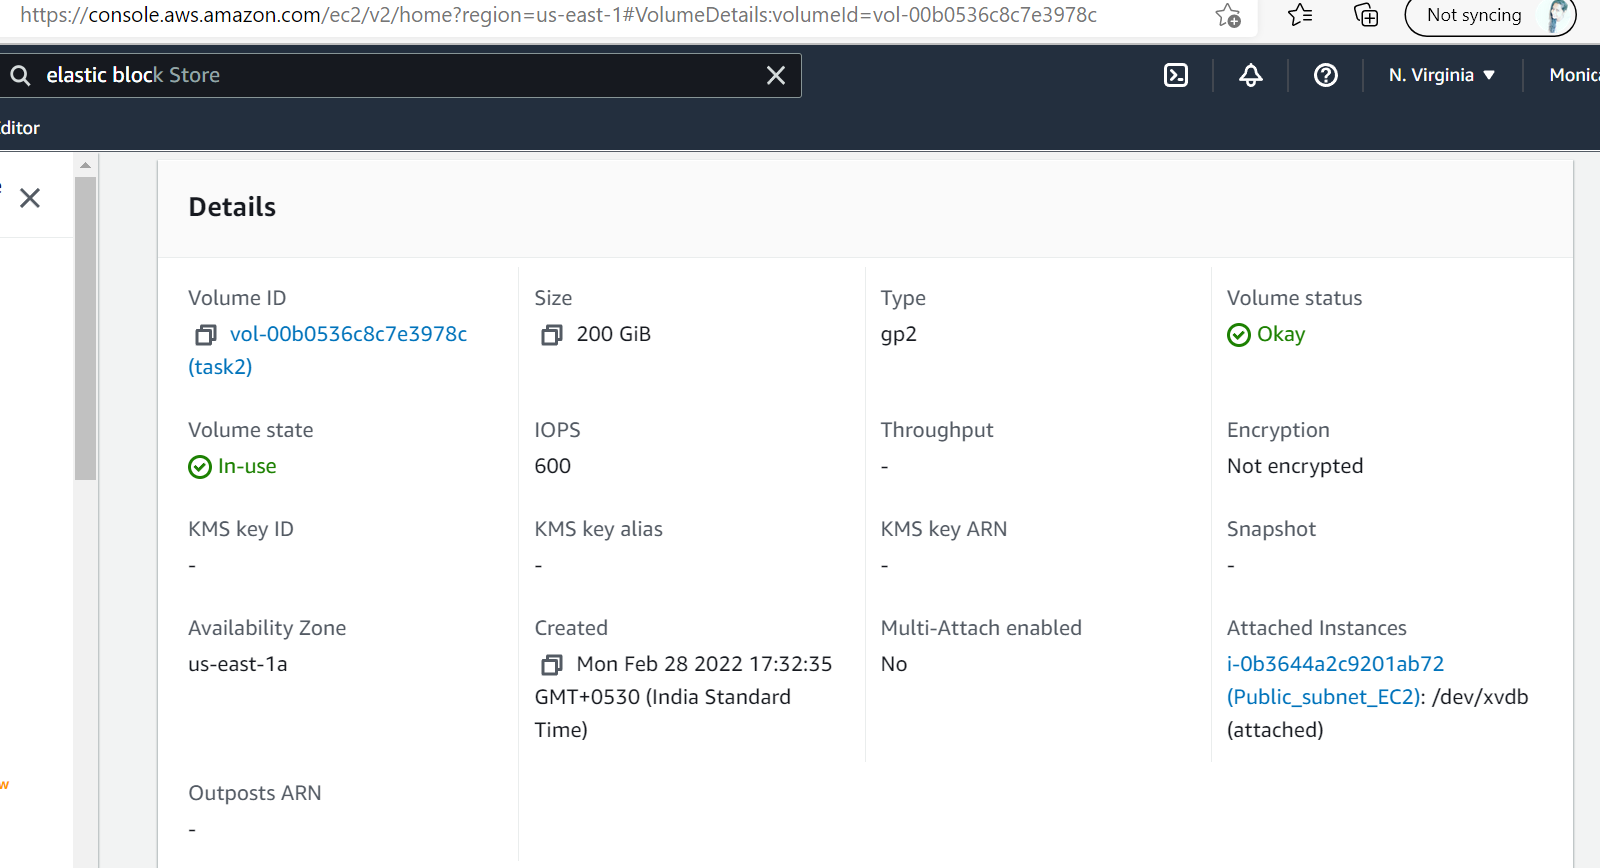 https://console.aws.amazon.com/ec2/v2/home?region=us-east-1#VolumeDetails:volumeId=vol-00b0536c8c7e3978c
Not syncing
elastic block Store
N. Virginia
Monica
ditor
Details
Volume ID
vol-00b0536c8c7e3978c
(task2)
Size
200 GiB
Type
gp2
Volume status
Okay
Volume state
In-use
IOPS
600
Throughput
-
Encryption
Not encrypted
KMS key ID
-
KMS key alias
-
KMS key ARN
-
Snapshot
-
Availability Zone
us-east-1a
Created
Mon Feb 28 2022 17:32:35
GMT+0530 (India Standard
Time)
Multi-Attach enabled
No
Attached Instances
i-0b3644a2c9201ab72
(Public_subnet_EC2): /dev/xvdb
(attached)
Outposts ARN
-